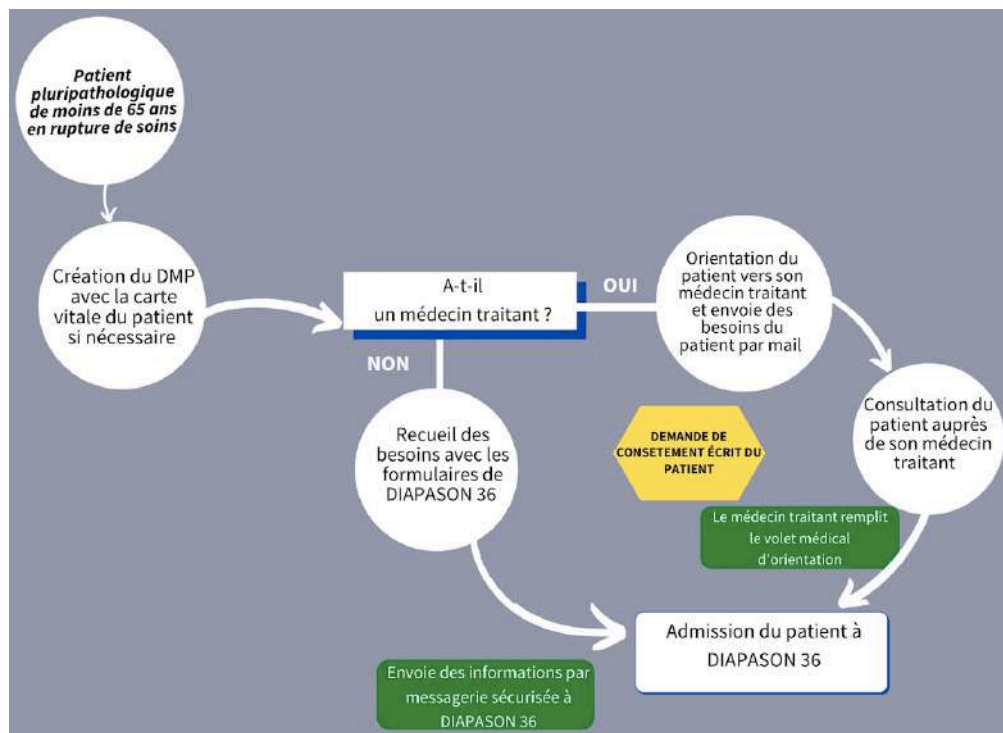 Patient
pluripathologique
de moins de 65 ans
en rupture de soins
Création du DMP
avec la carte
vitale du patient
si nécessaire
A-t-il
un médecin traitant ?
OUI
NON
Orientation du
patient vers son
médecin traitant
et envoie des
besoins du
patient par mail
Consultation du
patient auprès
de son médecin
traitant
Recueil des
besoins avec les
formulaires de
DIAPASON 36
DEMANDE DE
CONSETEMENT ÉCRIT DU
PATIENT
Le médecin traitant remplit
le volet médical
d'orientation
Admission du patient à
DIAPASON 36
Envoie des informations par
messagerie sécurisée à
DIAPASON 36